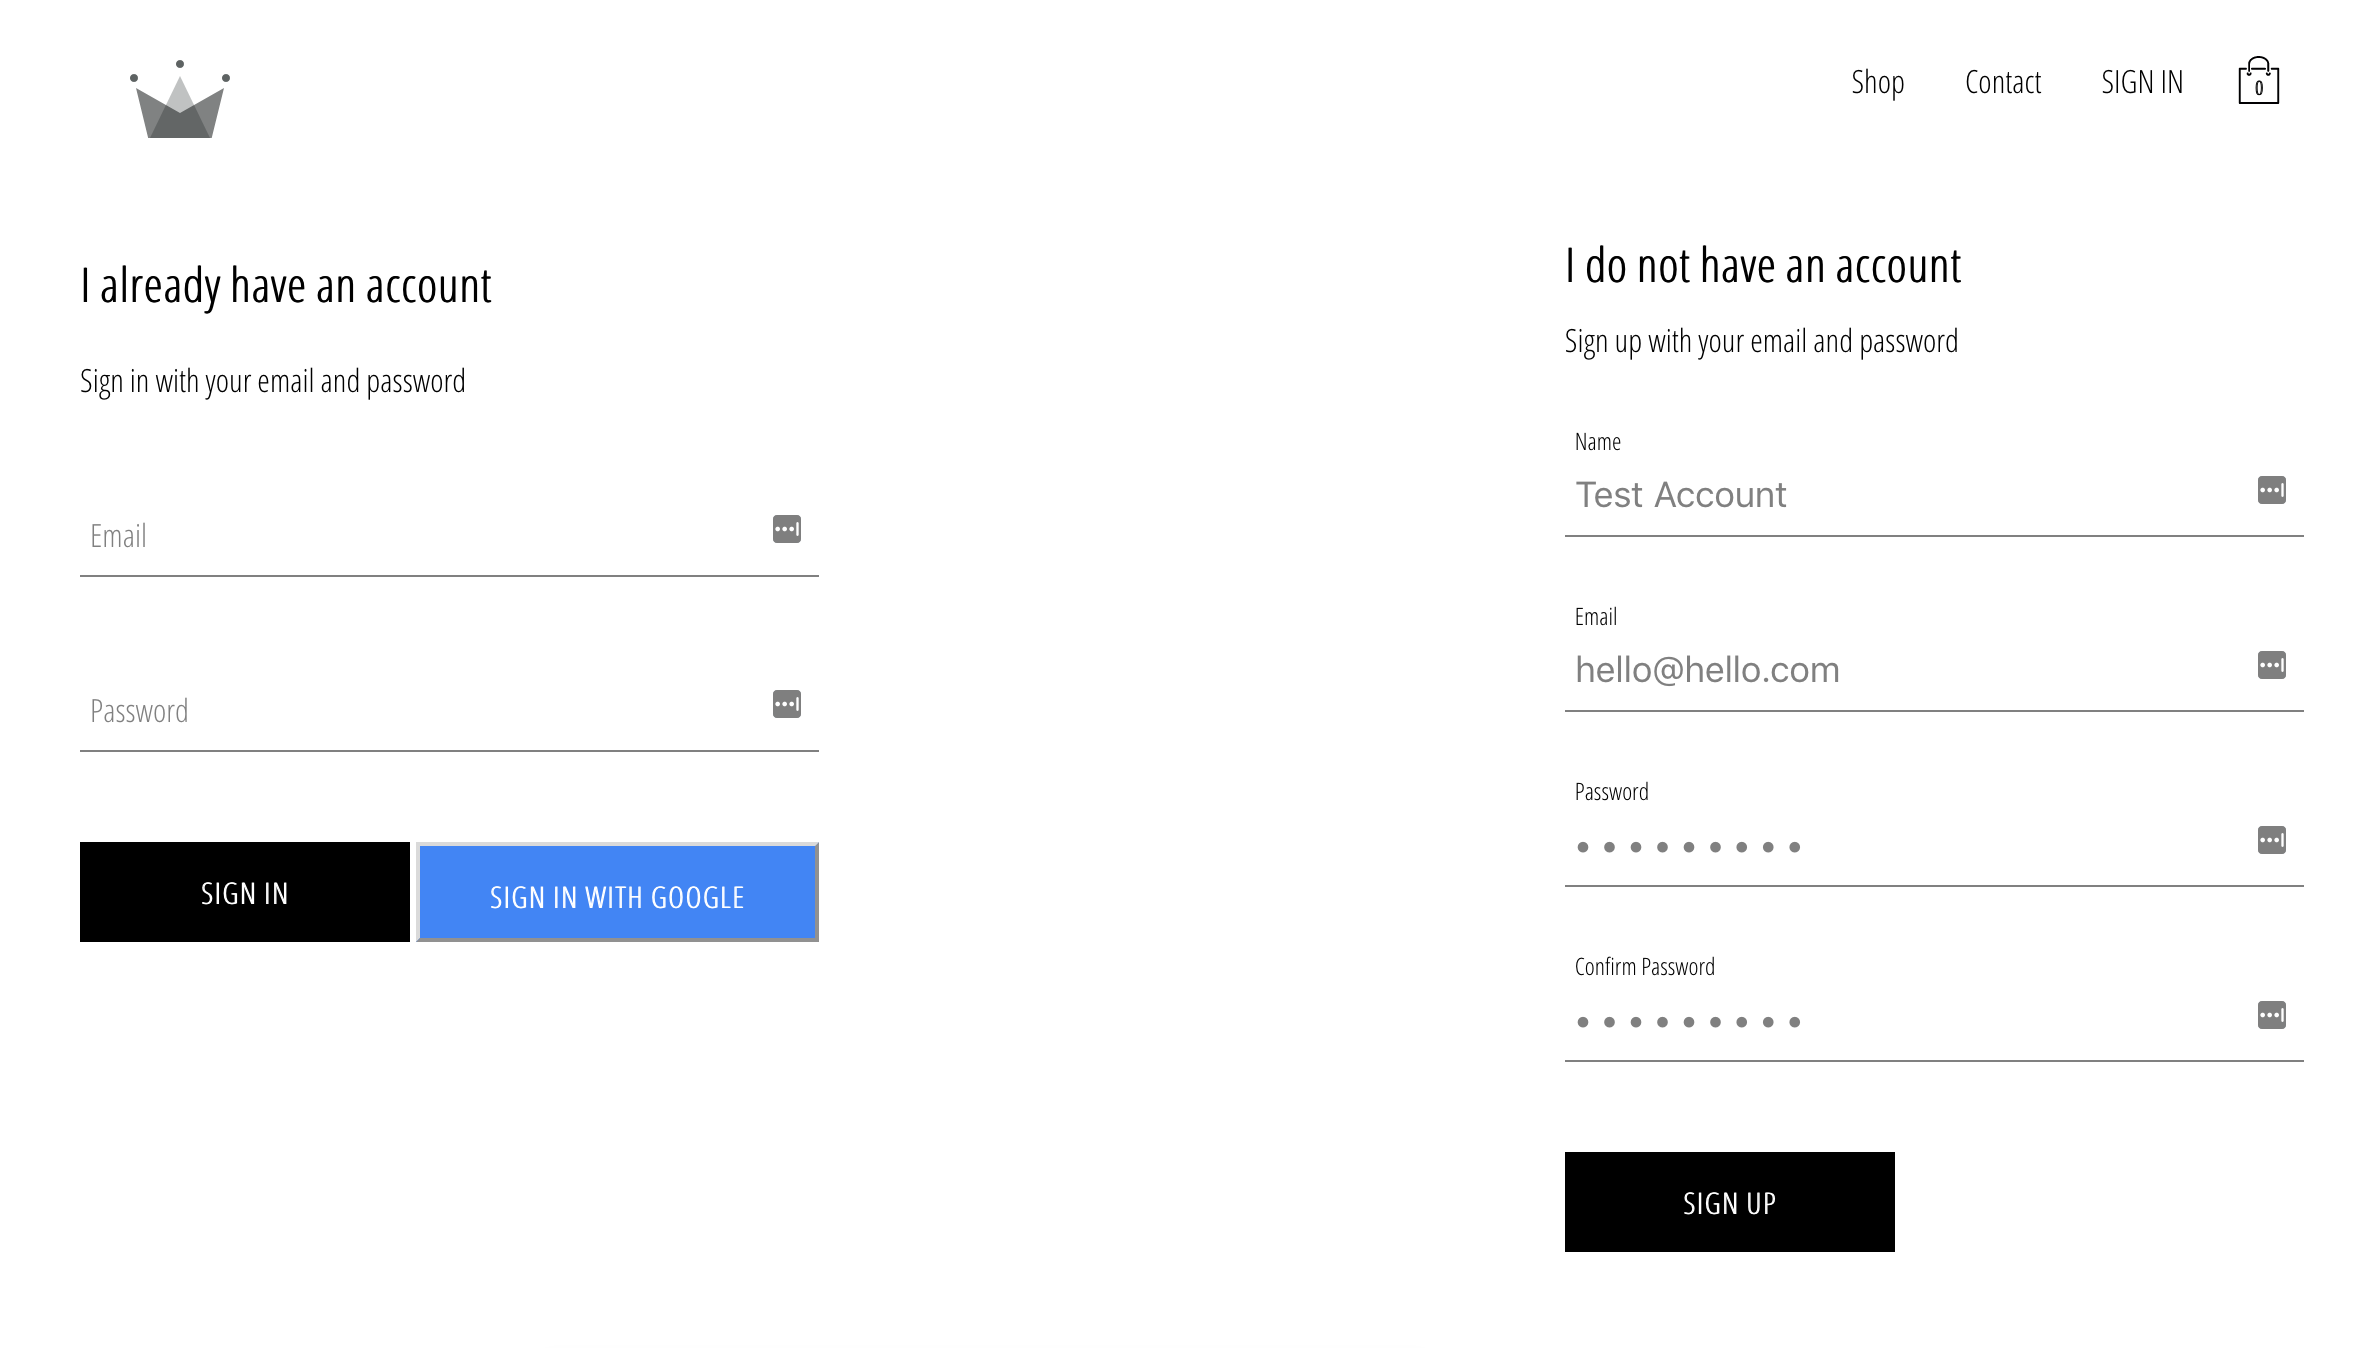 Shop
Contact
SIGN IN
0
I already have an account
Sign in with your email and password
Email
Password
SIGN IN
SIGN IN WITH GOOGLE
I do not have an account
Sign up with your email and password
Name
Test Account
Email
hello@hello.com
Password
•••••••••
Confirm Password
•••••••••
SIGN UP